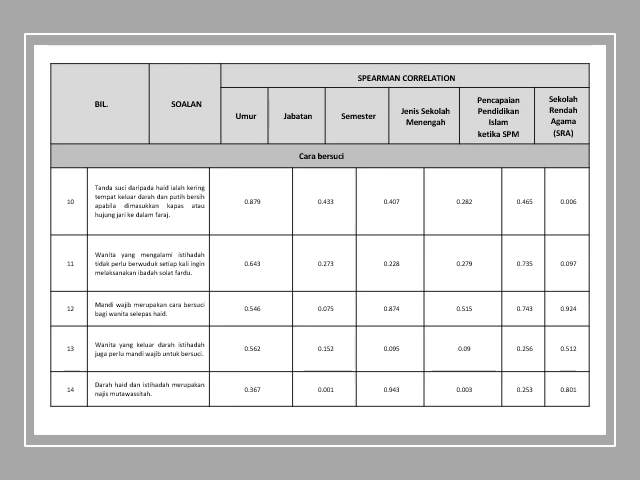 SPEARMAN CORRELATION
BIL.
SOALAN
Umur
Jabatan
Semester
Jenis Sekolah
Menengah
Pencapaian
Pendidikan
Islam
ketika SPM
Sekolah
Rendah
Agama
(SRA)
Cara bersuci
10
Tanda suci daripada haid ialah kering
tempat keluar darah dan putih bersih
apabila dimasukkan kapas atau
hujung jari ke dalam faraj.
0.879
0.433
0.407
0.282
0.465
0.006
11
Wanita yang mengalami istihadah
tidak perlu berwuduk setiap kali ingin
melaksanakan ibadah solat fardu.
0.643
0.273
0.228
0.279
0.735
0.097
12
Mandi wajib merupakan cara bersuci
bagi wanita selepas haid.
0.546
0.075
0.874
0.515
0.743
0.924
13
Wanita yang keluar darah istihadah
juga perlu mandi wajib untuk bersuci.
0.562
0.152
0.095
0.09
0.256
0.512
14
Darah haid dan istihadah merupakan
najis mutawassitah.
0.367
0.001
0.943
0.003
0.253
0.801